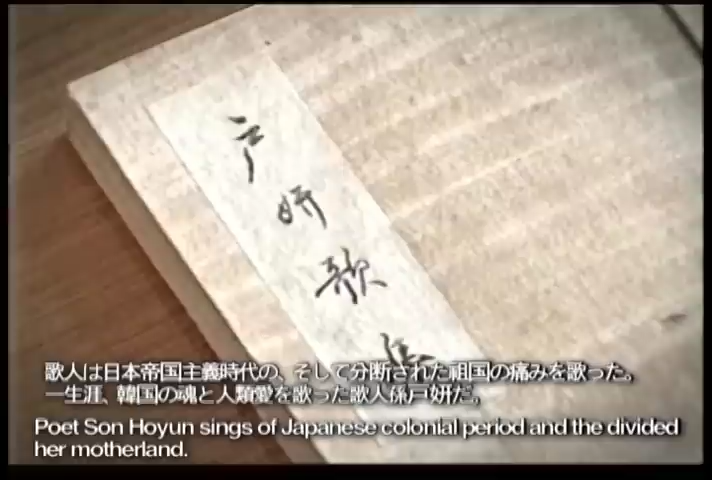 戸妍歌集
歌人は日本帝国主義時代の、そして分断された祖国の痛みを歌った。
一生涯、韓国の魂と人類愛を歌った歌人孫戸妍だ。
Poet Son Hoyun sings of Japanese colonial period and the divided
her motherland.